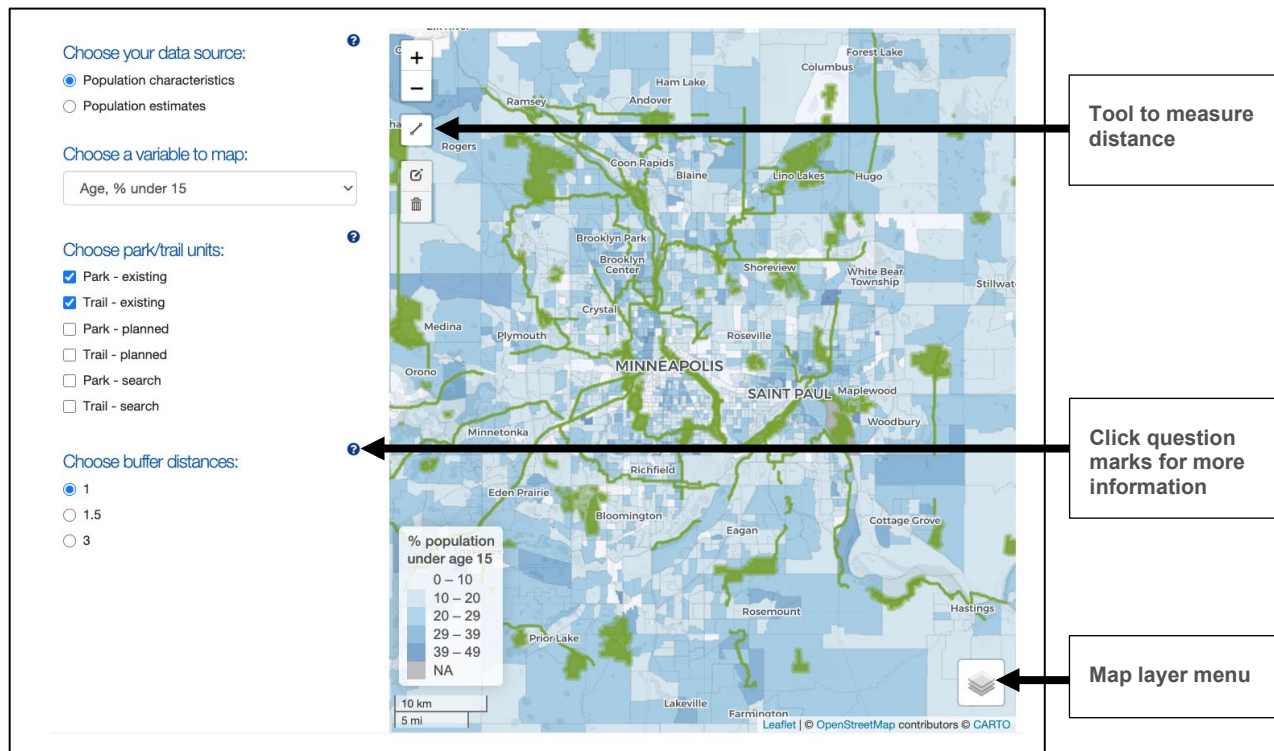 Choose your data source:
Population characteristics
Population estimates
Choose a variable to map:
Age, % under 15
Choose park/trail units:
Park - existing
Trail - existing
Park - planned
Trail - planned
Park - search
Trail - search
Choose buffer distances:
1
1.5
3
?
?
?
+
−
Forest Lake
Columbus
Ham Lake
Ramsey
Andover
Rogers
Coon Rapids
Blaine
Lino Lakes
Hugo
Brooklyn Park
Brooklyn
Center
Shoreview
White Bear
Township
Stillwat
Crystal
Medina
Plymouth
Roseville
MINNEAPOLIS
Orono
SAINT PAUL
Maplewood
Woodbury
Minnetonka
Richfield
Eden Prairie
Bloomington
Eagan
Cottage Grove
Rosemount
Hastings
Prior Lake
Lakeville
Farmington
% population
under age 15
0 – 10
10 – 20
20 – 29
29 – 39
39 – 49
NA
10 km
5 mi
Leaflet | © OpenStreetMap contributors © CARTO
Tool to measure
distance
Click question
marks for more
information
Map layer menu